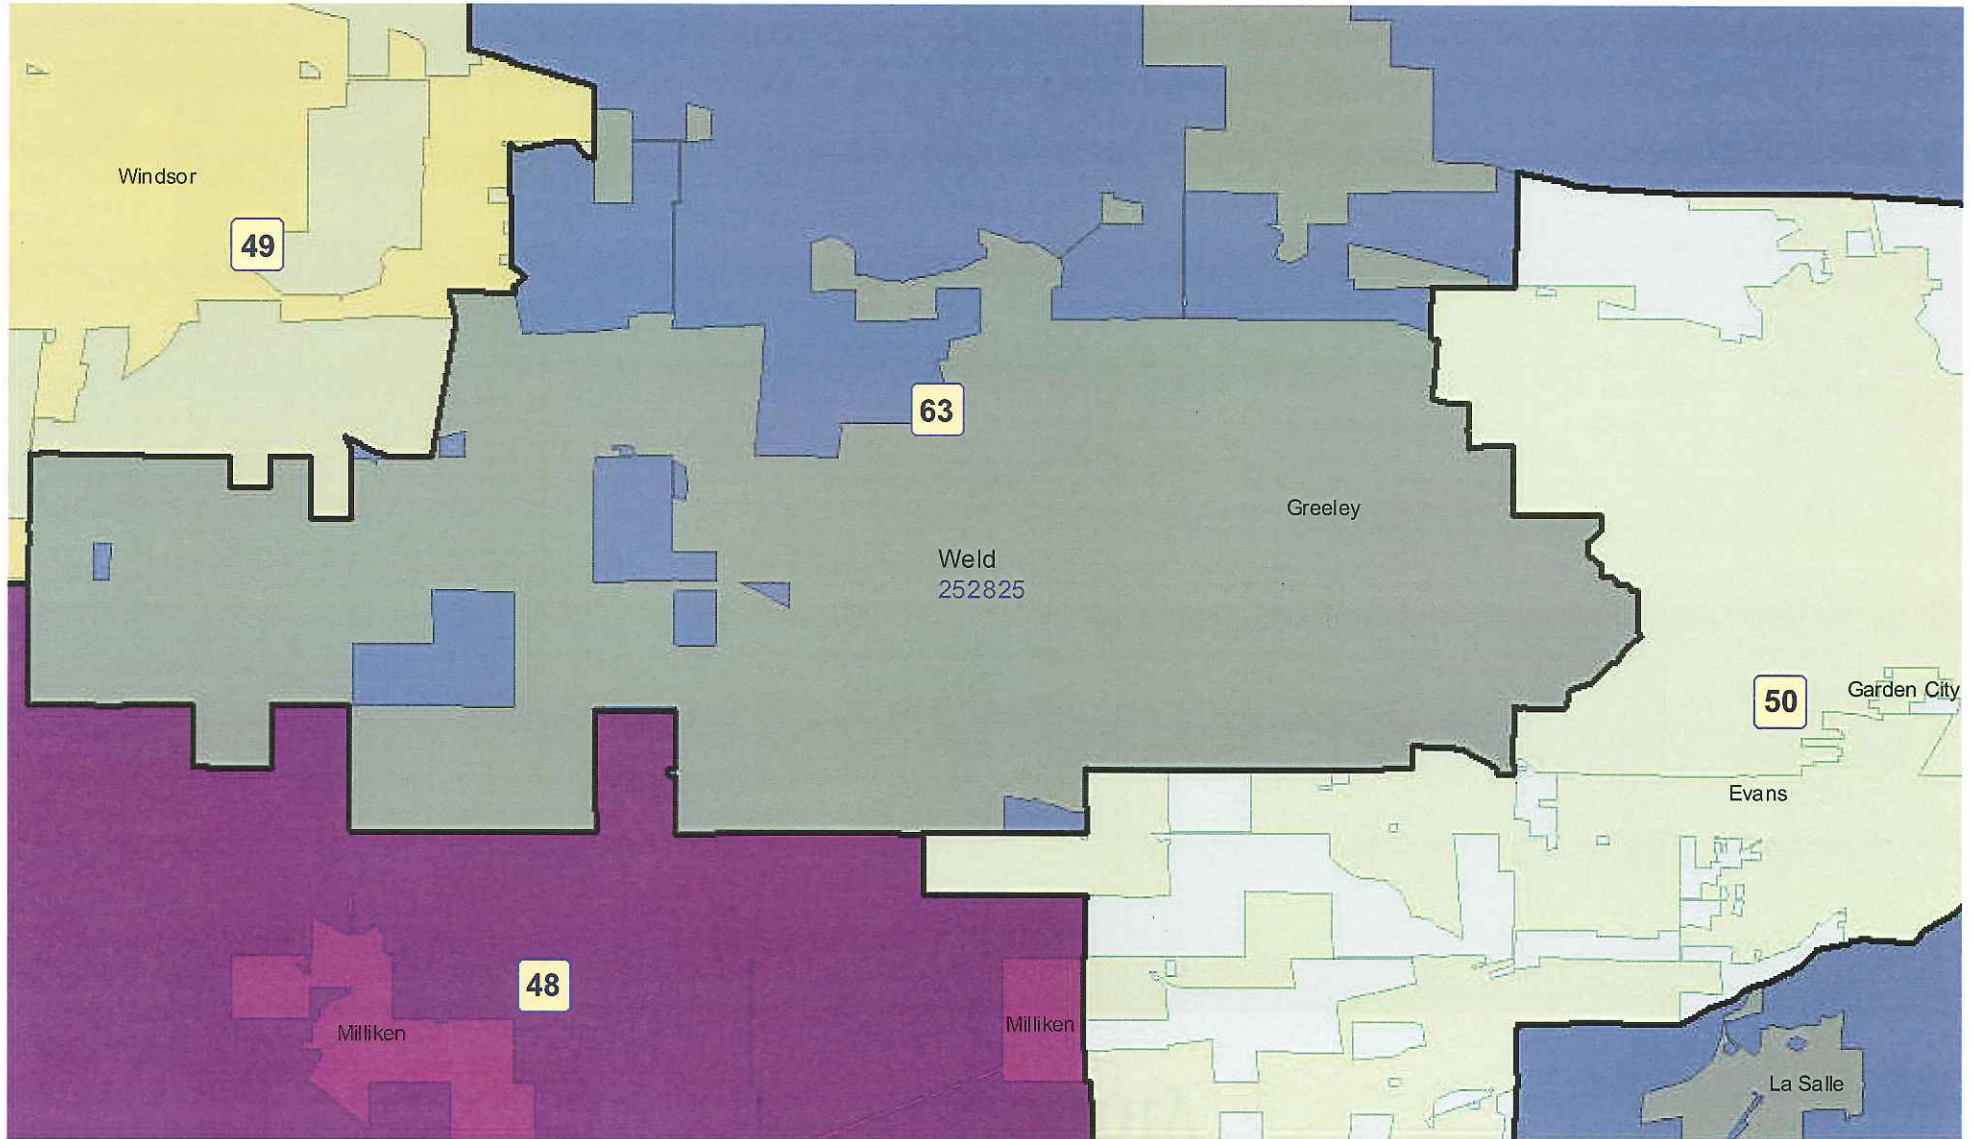 Windsor
49
63
Greeley
Weld
252825
Garden City
50
Evans
48
Milliken
Milliken
La Salle